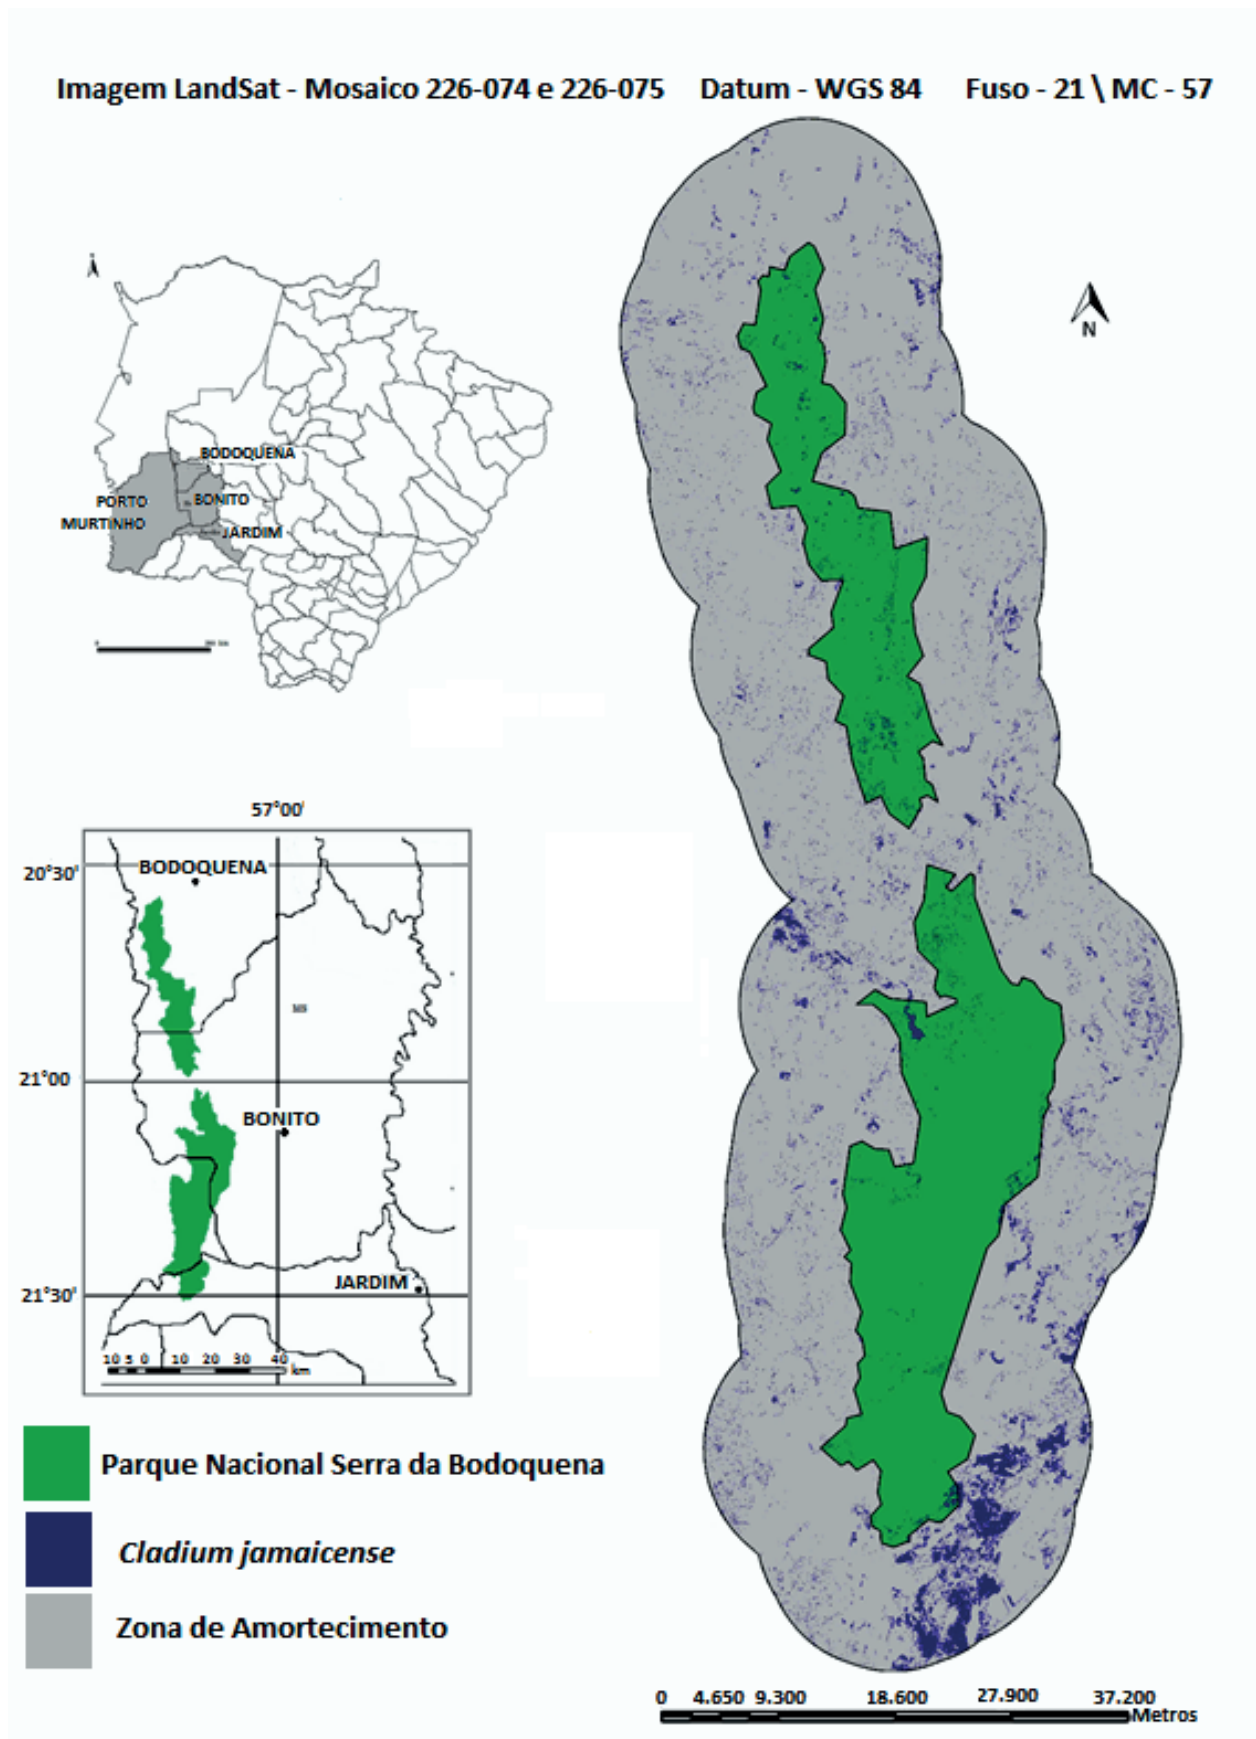 Imagem LandSat - Mosaico 226-074 e 226-075 Datum - WGS 84 Fuso - 21 \ MC - 57
N
BODOQUENA
PORTO
MURTINHO
BONITO
JARDIM
57°00'
20°30'
BODOQUENA
21°00
BONITO
21°30'
JARDIM
10 5 0 10 20 30 40 km
Parque Nacional Serra da Bodoquena
Cladium jamaicense
Zona de Amortecimento
0 4.650 9.300 18.600 27.900 37.200
Metros